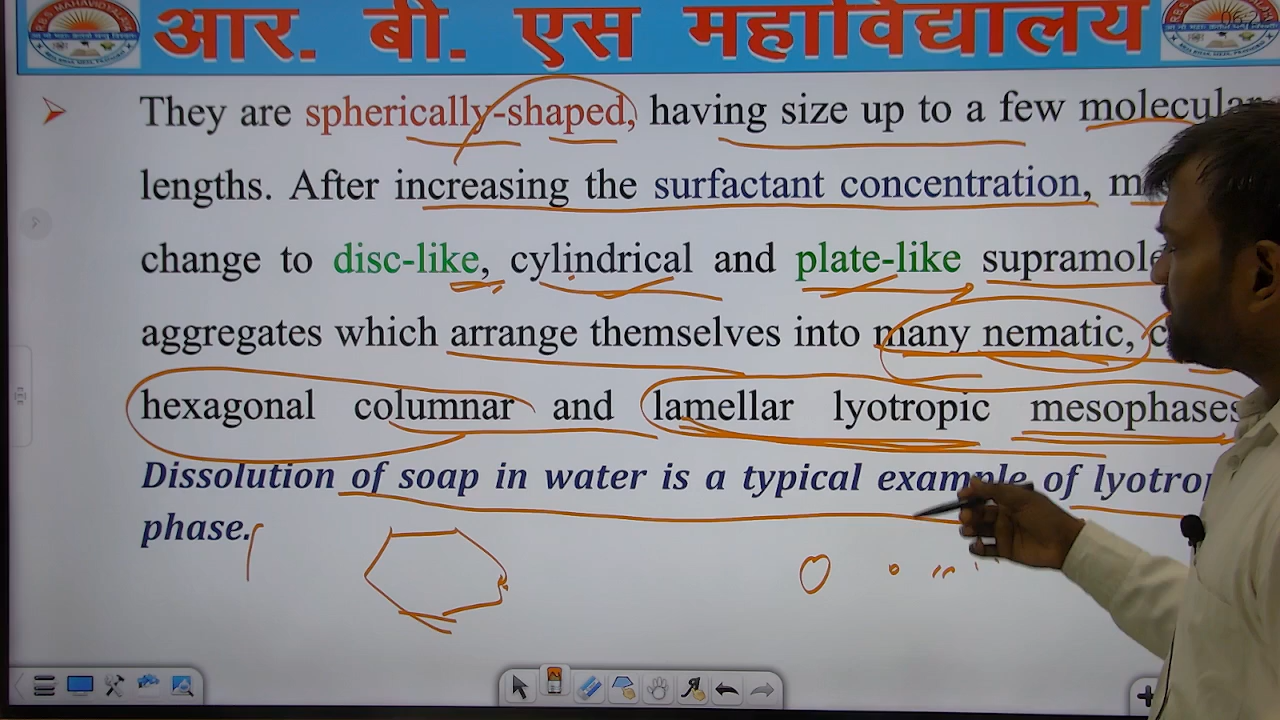 आर. बी. एस महाविद्यालय
They are spherically-shaped, having size up to a few molecular
lengths. After increasing the surfactant concentration,
change to disc-like, cylindrical and plate-like
aggregates which arrange themselves into many nematic,
hexagonal columnar and lamellar lyotropic mesophases
Dissolution of soap in water is a typical example of
phase.